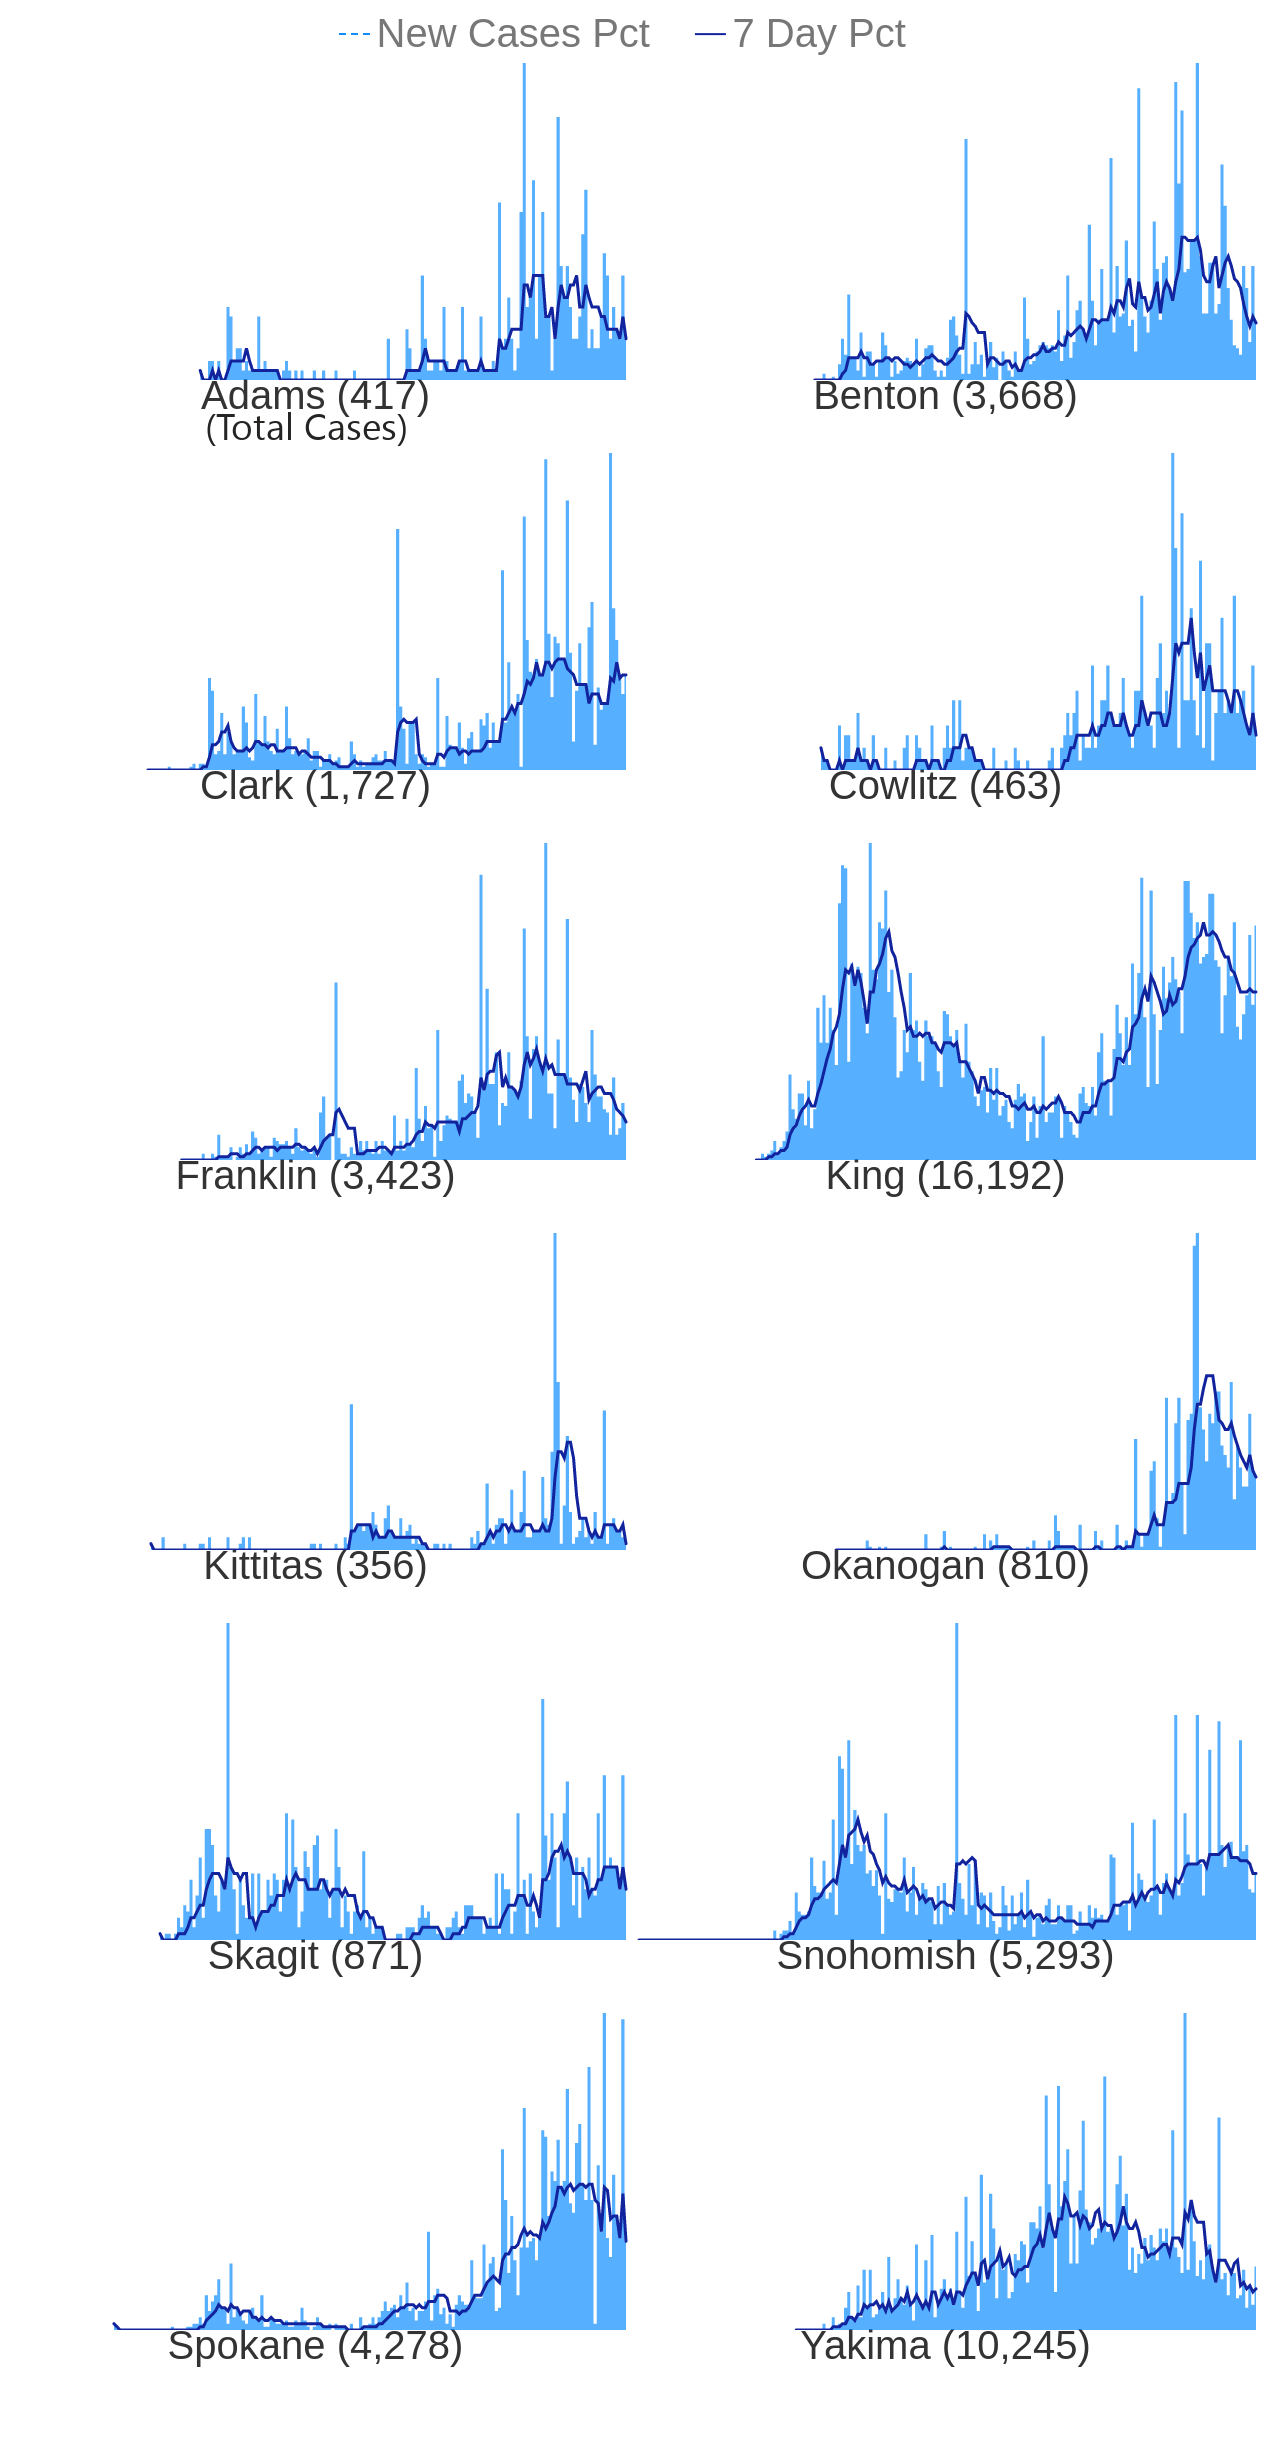 New Cases Pct 7 Day Pct
Adams (417) Benton (3,668)
(Total Cases)
Clark (1,727) Cowlitz (463)
Franklin (3,423) King (16,192)
Kittitas (356) Okanogan (810)
Skagit (871) Snohomish (5,293)
Spokane (4,278) Yakima (10,245)